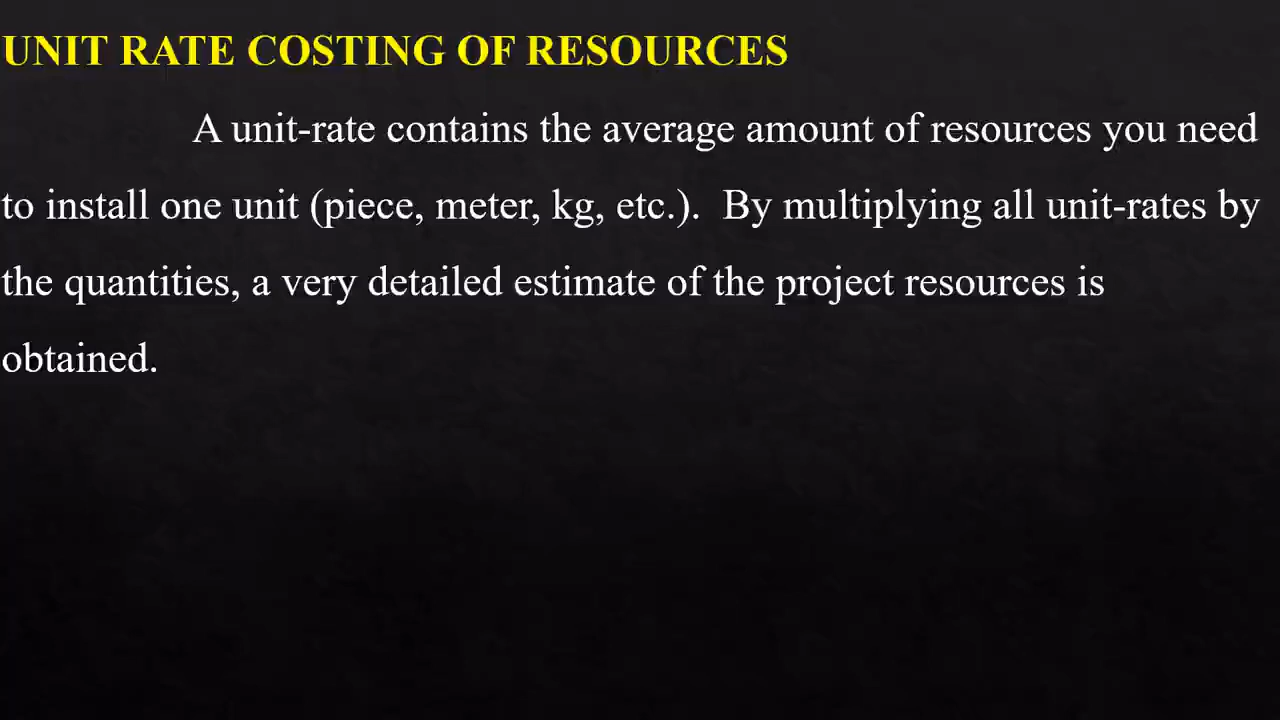 UNIT RATE COSTING OF RESOURCES
A unit-rate contains the average amount of resources you need
to install one unit (piece, meter, kg, etc.).  By multiplying all unit-rates by
the quantities, a very detailed estimate of the project resources is
obtained.